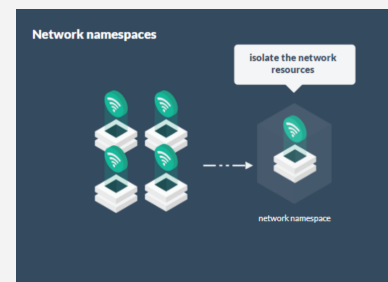 Network namespaces
isolate the network
resources
network namespace